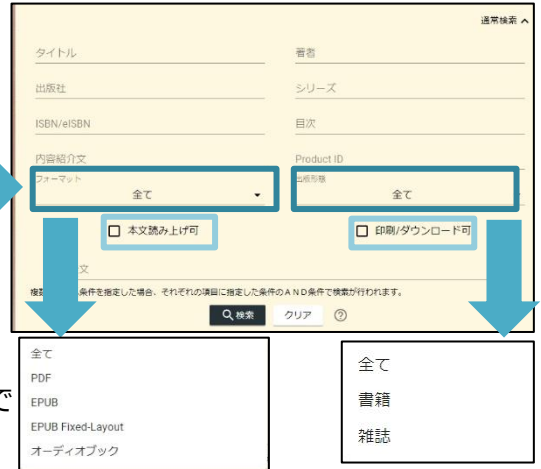 通常検索
タイトル 著者
出版社 シリーズ
ISBN/eISBN 目次
内容紹介文 Product ID
フォーマット 出版形態
全て 全て
本文読み上げ可 印刷/ダウンロード可
文
複数 条件を指定した場合、それぞれの項目に指定した条件のAND条件で検索が行われます。
検索 クリア ?
全て
PDF
EPUB
EPUB Fixed-Layout
オーディオブック
で
全て
書籍
雑誌